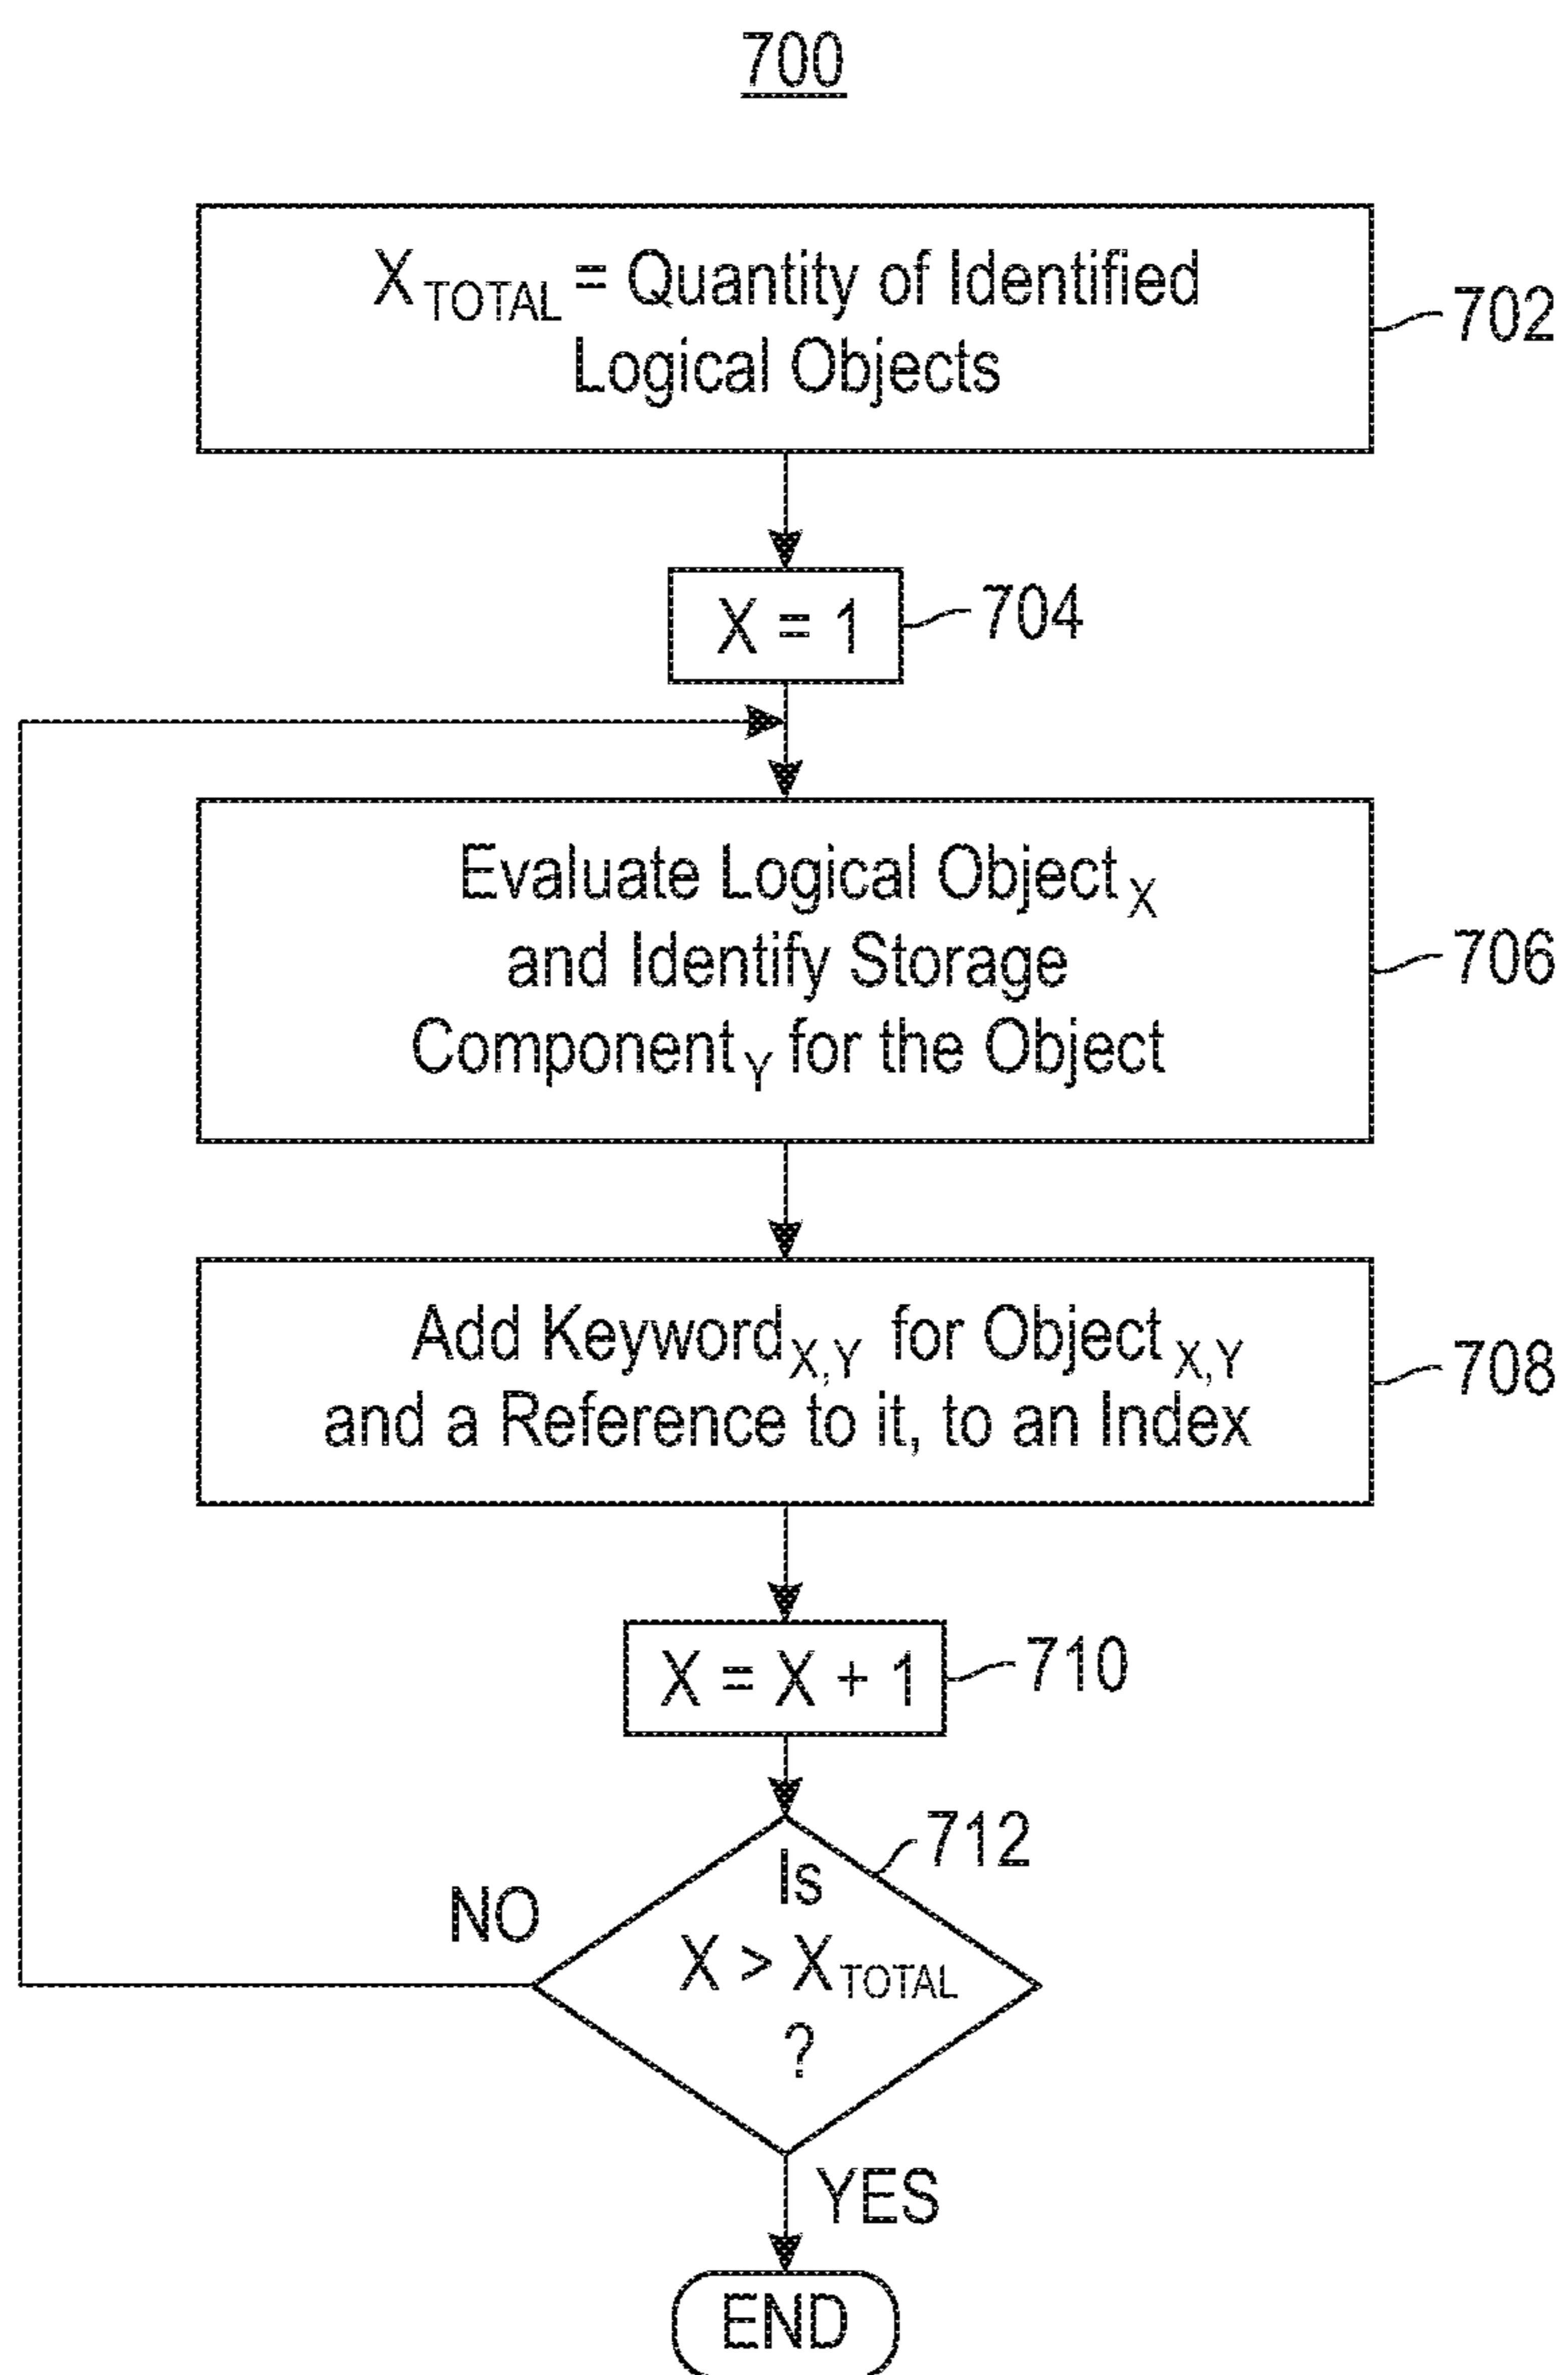 700
X TOTAL = Quantity of Identified
Logical Objects
702
X = 1
704
Evaluate Logical Object X
and Identify Storage
Component Y for the Object
706
Add Keyword X,Y for Object X,Y
and a Reference to it, to an Index
708
X = X + 1
710
712
Is
X > X TOTAL
?
NO
YES
END